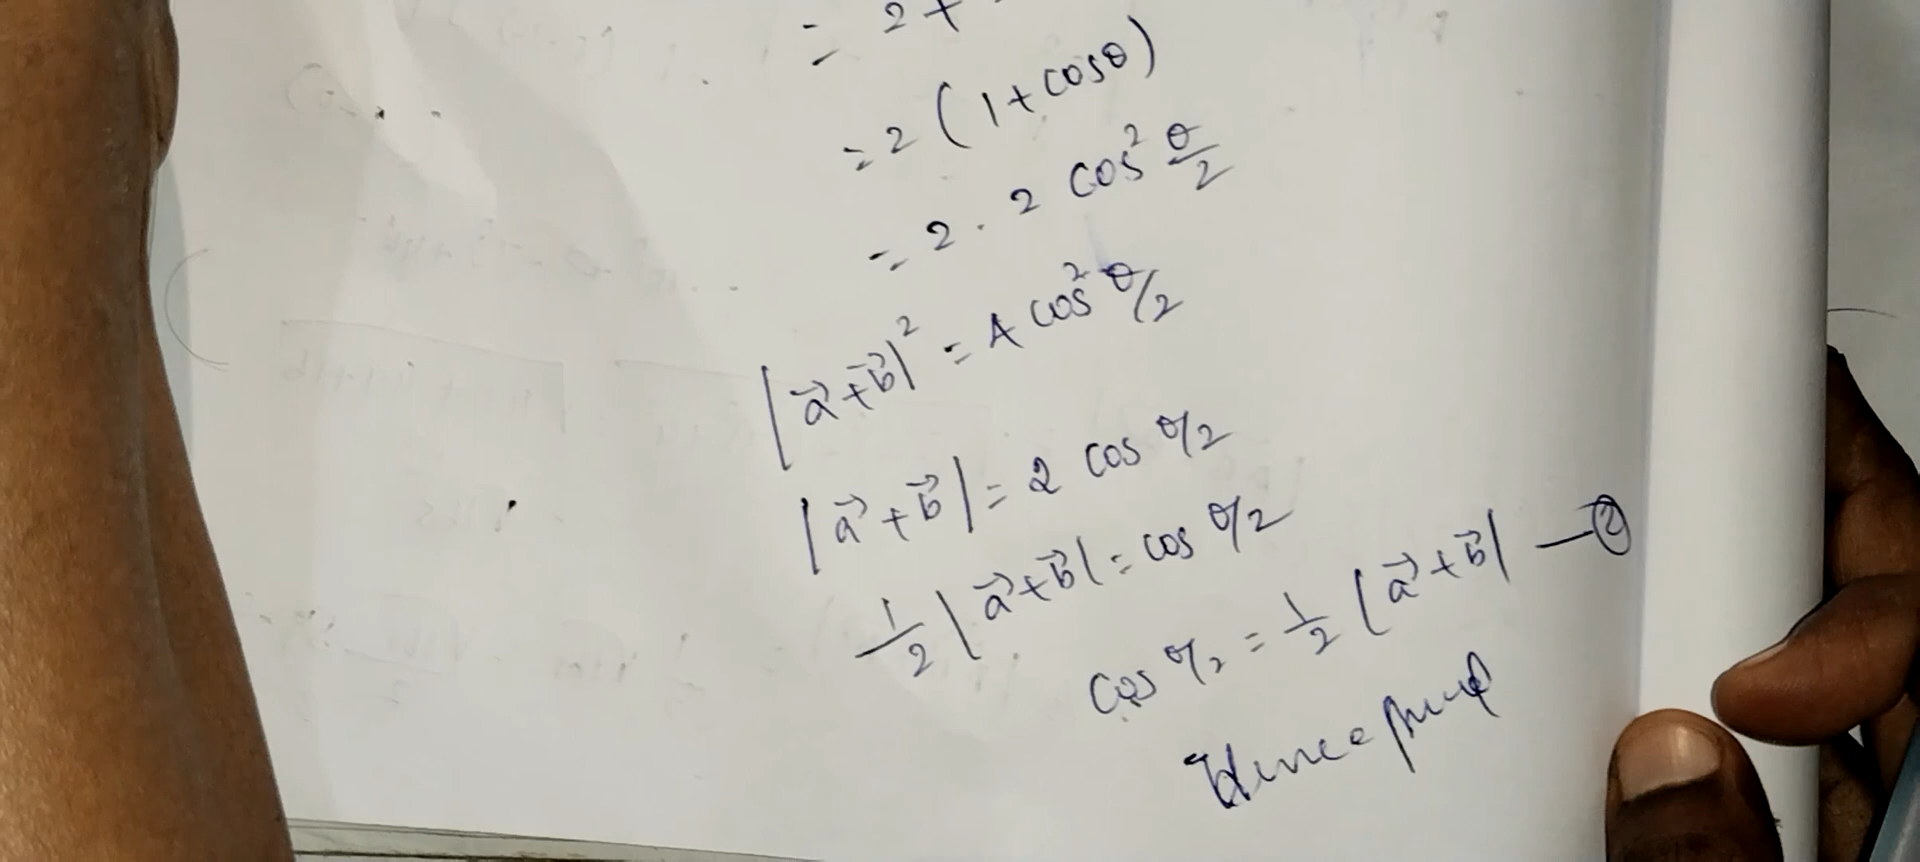 = 2 +
= 2 (1 + cosθ)
= 2 . 2 cos² θ/2
|a⃗ + b⃗|² = 4 cos² θ/2
|a⃗ + b⃗| = 2 cos θ/2
1/2 |a⃗ + b⃗| = cos θ/2
cos θ/2 = 1/2 |a⃗ + b⃗| — ②
Hence